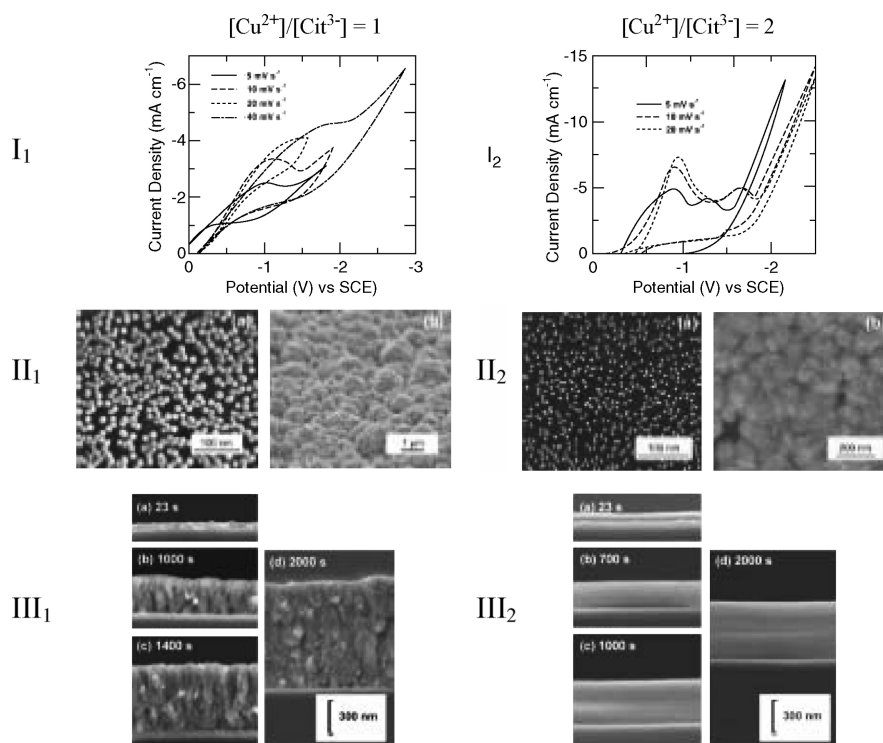 [Cu²⁺]/[Cit³⁻] = 1
[Cu²⁺]/[Cit³⁻] = 2
I₁
Current Density (mA cm⁻¹)
-6
-4
-2
0
5 mV s⁻¹
10 mV s⁻¹
20 mV s⁻¹
40 mV s⁻¹
0 -1 -2 -3
Potential (V) vs SCE)
I₂
Current Density (mA cm⁻¹)
-15
-10
-5
0
5 mV s⁻¹
10 mV s⁻¹
20 mV s⁻¹
0 -1 -2
Potential (V) vs SCE)
II₁
100 nm
1 µm
II₂
(a)
(b
100 nm
200 nm
III₁
(a) 23 s
(b) 1000 s
(c) 1400 s
(d) 2000 s
300 nm
III₂
(a) 23 s
(b) 700 s
(c) 1000 s
(d) 2000 s
300 nm